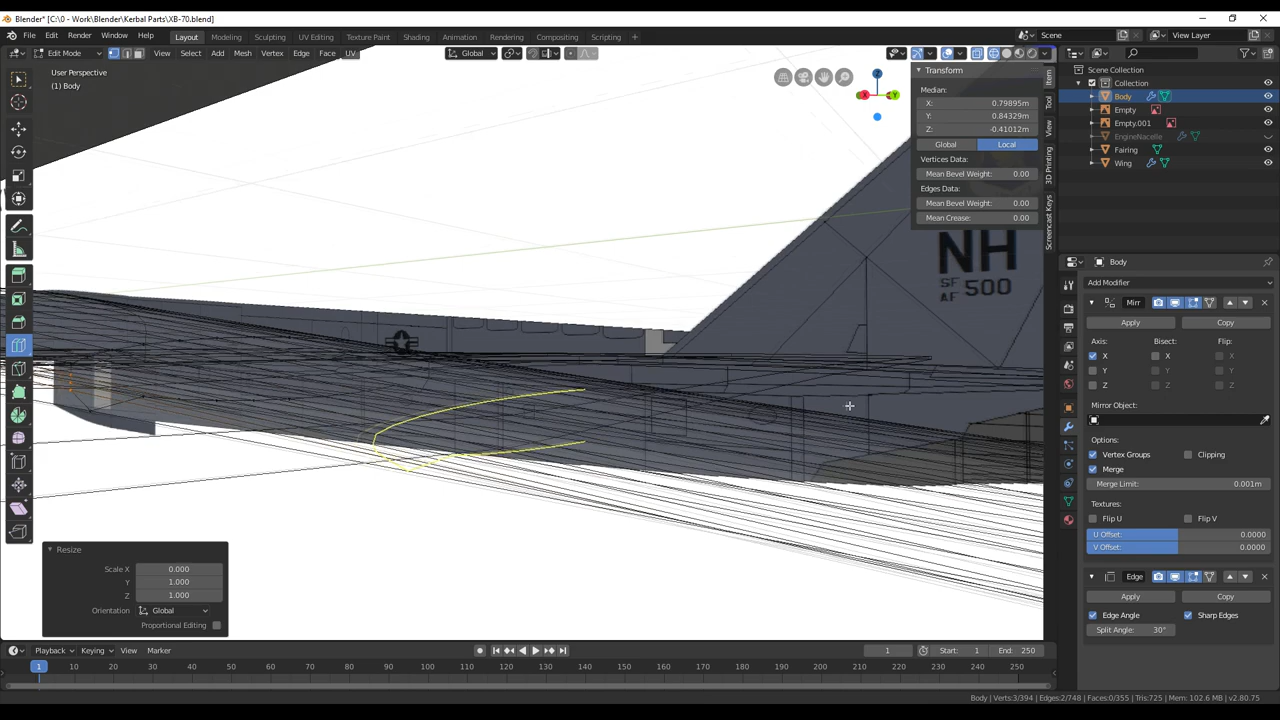 Blender* [C:\0 - Work\Blender\Kerbal Parts\XB-70.blend]
File Edit Render Window Help Layout Modeling Sculpting UV Editing Texture Paint Shading Animation Rendering Compositing Scripting Scene View Layer
Edit Mode View Select Add Mesh Vertex Edge Face UV Global
User Perspective
(1) Body
Transform
Median:
X: 0.79895m
Y: 0.84329m
Z: -0.41012m
Global Local
Vertices Data:
Mean Bevel Weight: 0.00
Edges Data:
Mean Bevel Weight: 0.00
Mean Crease: 0.00
Item
Tool
View
3D Printing
Screencast Keys
Z
X
Y
NH
SF
AF 500
Scene Collection
Collection
Body
Empty
Empty.001
EngineNacelle
Fairing
Wing
Body
Add Modifier
Mirr
Apply Copy
Axis: Bisect: Flip:
X X X
Y Y Y
Z Z Z
Mirror Object:
Options:
Vertex Groups Clipping
Merge
Merge Limit: 0.001m
Textures:
Flip U Flip V
U Offset: 0.0000
V Offset: 0.0000
Edge
Apply Copy
Edge Angle Sharp Edges
Split Angle: 30°
Resize
Scale X 0.000
Y 1.000
Z 1.000
Orientation Global
Proportional Editing
Playback Keying View Marker 1 Start: 1 End: 250
1 10 20 30 40 50 60 70 80 90 100 110 120 130 140 150 160 170 180 190 200 210 220 230 240 250
Body | Verts:3/394 | Edges:2/748 | Faces:0/355 | Tris:725 | Mem: 102.6 MB | v2.80.75